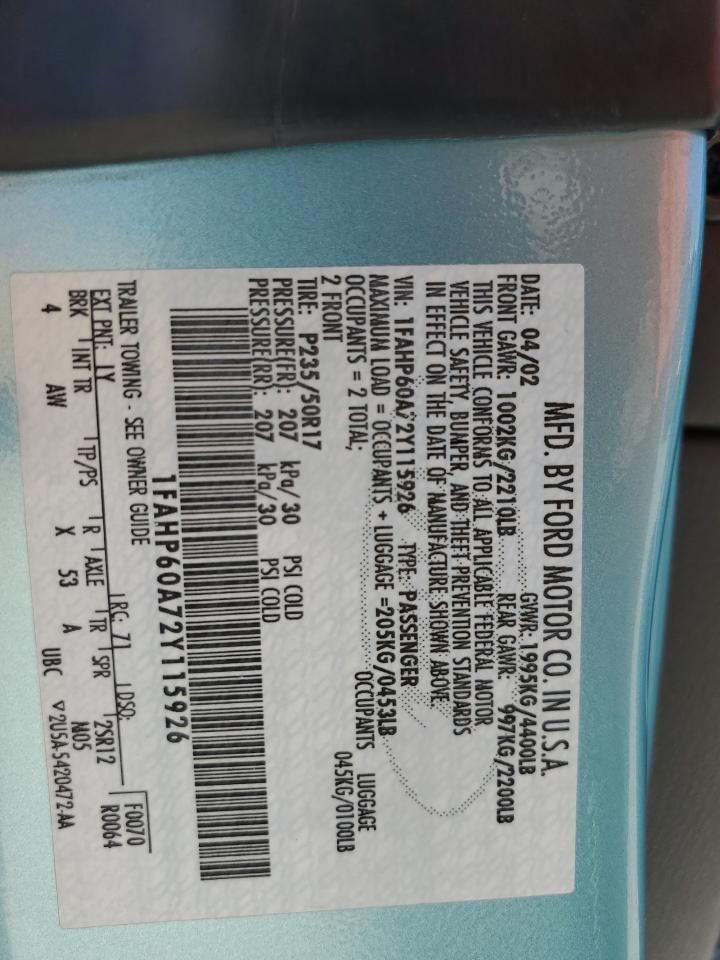 MFD. BY FORD MOTOR CO. IN U.S.A.
DATE: 04/02 GVWR: 1995KG/4400LB
FRONT GAWR: 1002KG/2210LB REAR GAWR: 997KG/2200LB
THIS VEHICLE CONFORMS TO ALL APPLICABLE FEDERAL MOTOR
VEHICLE SAFETY, BUMPER, AND THEFT PREVENTION STANDARDS
IN EFFECT ON THE DATE OF MANUFACTURE SHOWN ABOVE.
VIN: 1FAHP60A72Y115926 TYPE: PASSENGER
MAXIMUM LOAD = OCCUPANTS + LUGGAGE =205KG/0453LB
OCCUPANTS = 2 TOTAL; OCCUPANTS LUGGAGE
2 FRONT 045KG/0100LB
TIRE: P235/50R17
PRESSURE(FR): 207 kPa/30 PSI COLD
PRESSURE(RR): 207 kPa/30 PSI COLD
1FAHP60A72Y115926
TRAILER TOWING - SEE OWNER GUIDE
EXT PNT: LY RC: 71 DSO: F0070
BRK INT TR TP/PS R AXLE TR SPR 2SR12 R0064
4 AW X 53 A N05
UBC ▽2U5A-5420472-AA